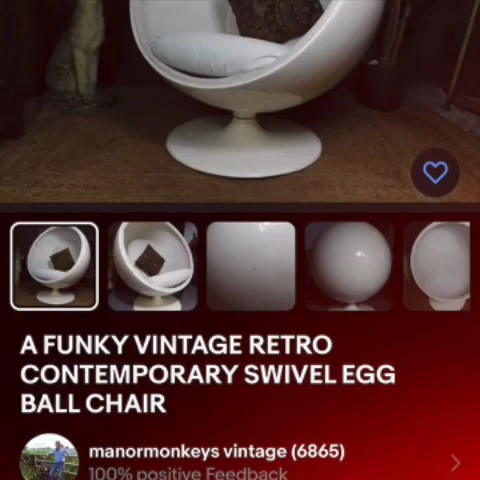 A FUNKY VINTAGE RETRO
CONTEMPORARY SWIVEL EGG
BALL CHAIR
manormonkeys vintage (6865)
100% positive Feedback